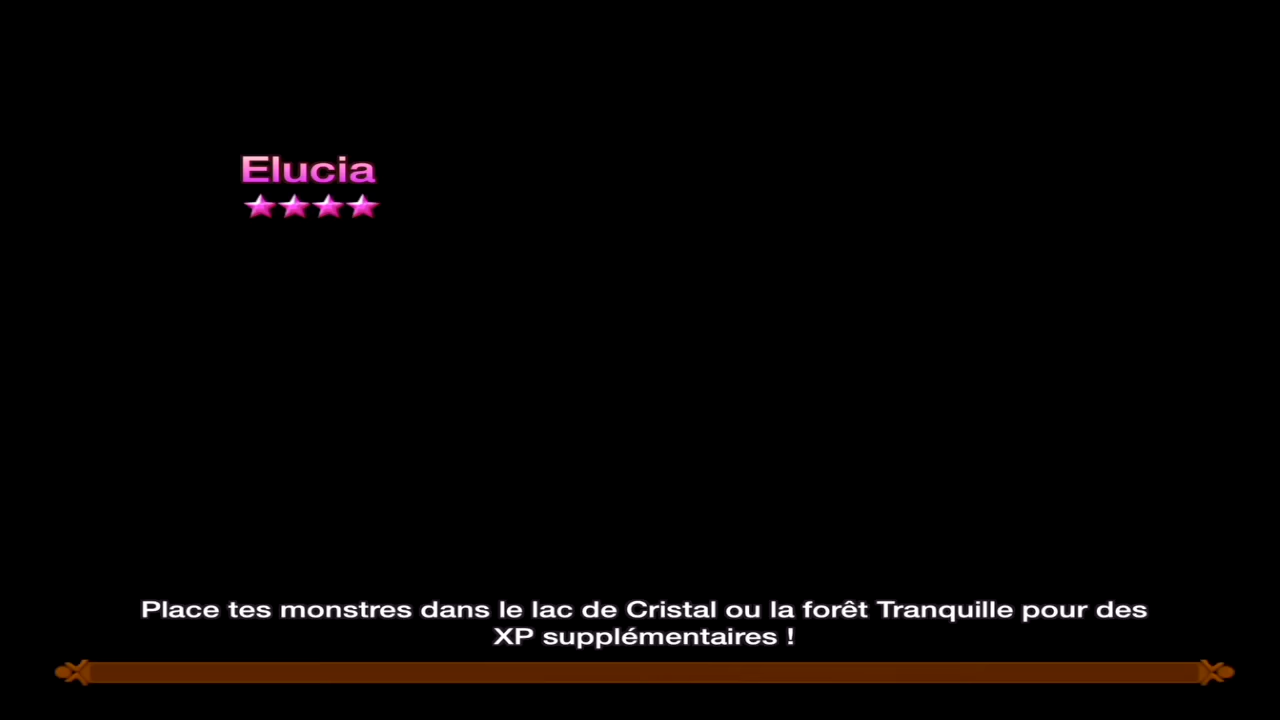 Elucia
Place tes monstres dans le lac de Cristal ou la forêt Tranquille pour des
XP supplémentaires !